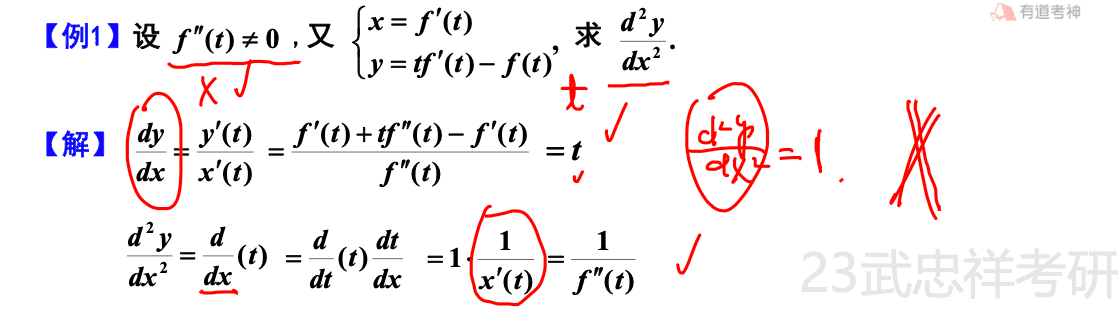 有道考神
【例1】设 f″(t) ≠ 0 , 又 { x = f′(t) y = tf′(t) − f(t) , 求 d²y/dx² .
x ✓ t
【解】 dy/dx = y′(t)/x′(t) = (f′(t) + tf″(t) − f′(t))/f″(t) = t ✓ d²y/dx² = 1 .
d²y/dx² = d/dx (t) = d/dt (t) dt/dx = 1 · 1/x′(t) = 1/f″(t) ✓
23武忠祥考研